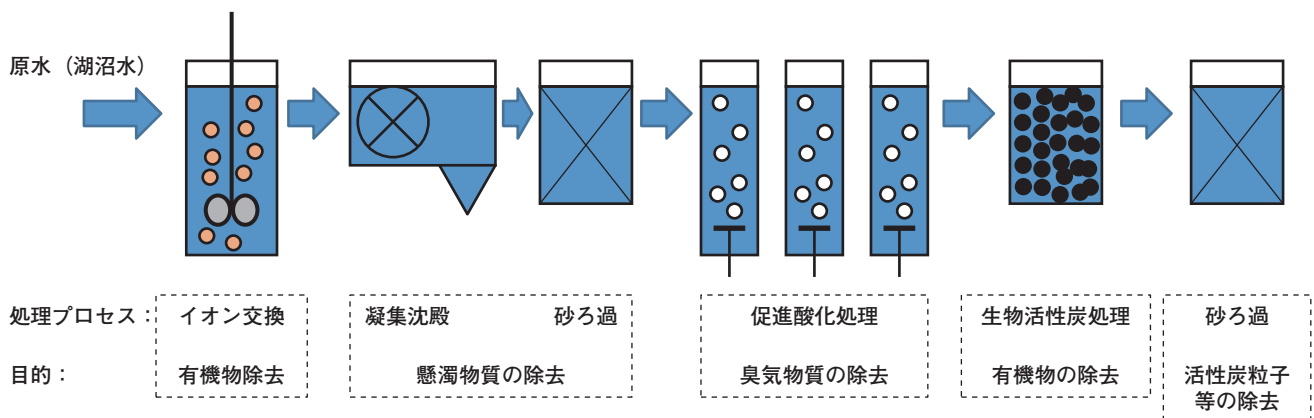 原水（湖沼水）
処理プロセス： イオン交換 凝集沈殿 砂ろ過 促進酸化処理 生物活性炭処理 砂ろ過
目的： 有機物除去 懸濁物質の除去 臭気物質の除去 有機物の除去 活性炭粒子
等の除去